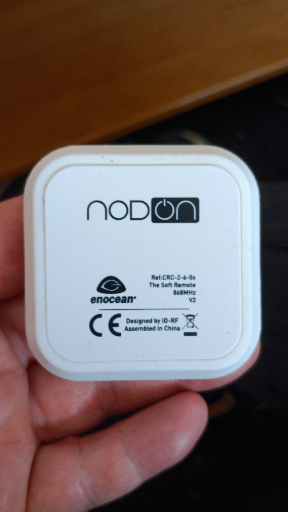 NODON
Ref:CRC-2-6-0x
The Soft Remote
868MHz
V2
enocean®
CE
Designed by ID-RF
Assembled in China